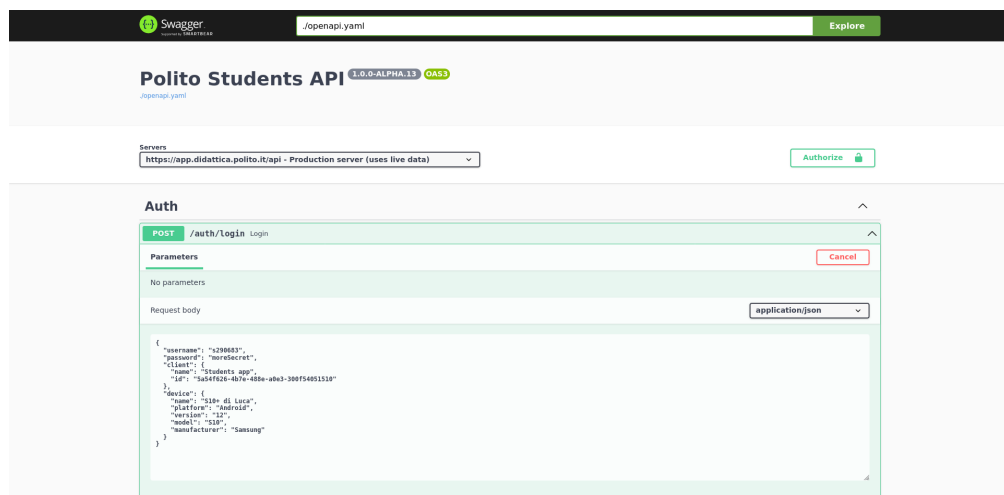 Swagger.
Supported by SMARTBEAR
./openapi.yaml
Explore
Polito Students API 1.0.0-ALPHA.13 OAS3
./openapi.yaml
Servers
https://app.didattica.polito.it/api - Production server (uses live data)
Authorize
Auth
POST /auth/login Login
Parameters
Cancel
No parameters
Request body
application/json
{
"username": "s290683",
"password": "moreSecret",
"client": {
"name": "Students app",
"id": "5a54f626-4b7e-488e-a0e3-300f54051510"
},
"device": {
"name": "S10+ di Luca",
"platform": "Android",
"version": "12",
"model": "S10",
"manufacturer": "Samsung"
}
}